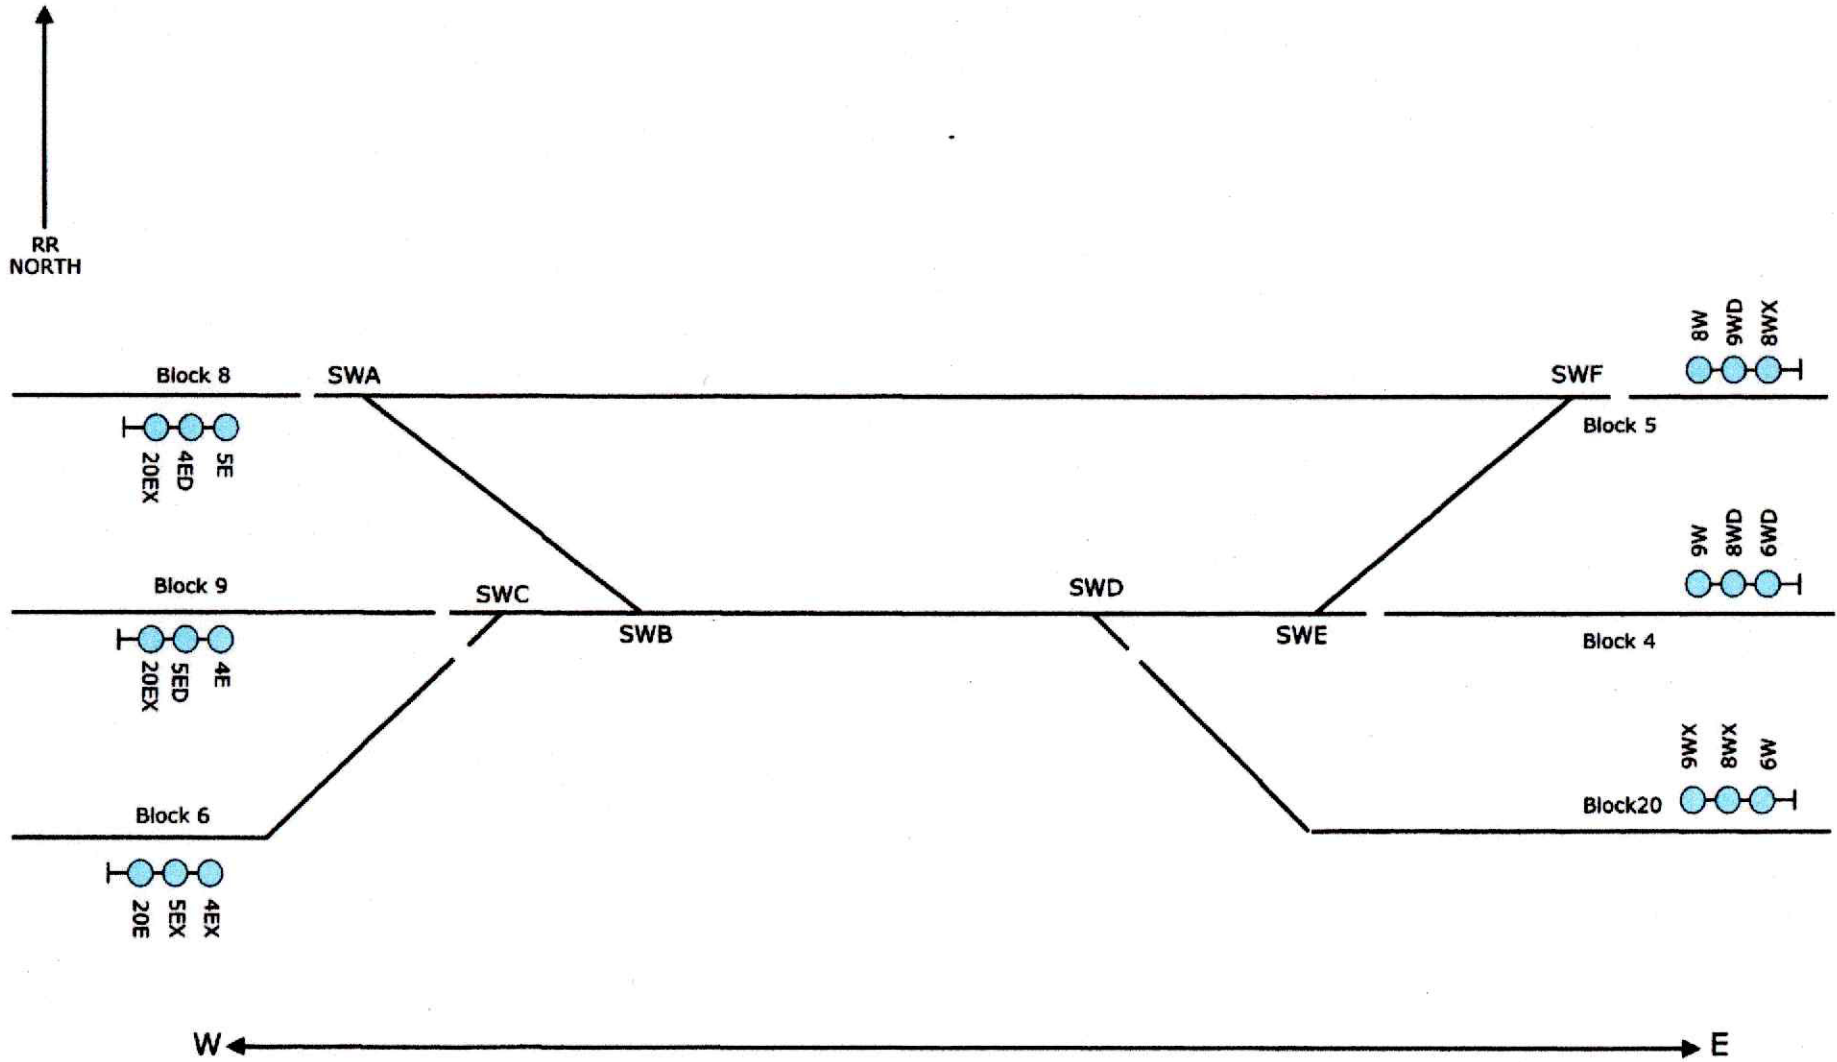 RR
NORTH
8W
9WD
8WX
Block 8
SWA
SWF
Block 5
20EX
4ED
5E
9W
8WD
6WD
Block 9
SWC
SWD
SWB
SWE
Block 4
20EX
5ED
4E
9WX
8WX
6W
Block 6
Block20
20E
5EX
4EX
W
E